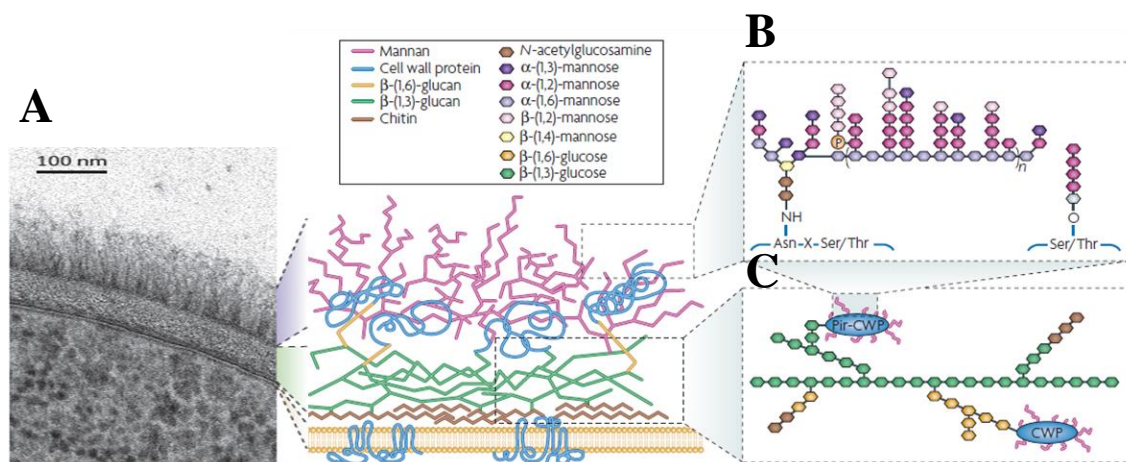 A
100 nm
Mannan
Cell wall protein
β-(1,6)-glucan
β-(1,3)-glucan
Chitin
N-acetylglucosamine
α-(1,3)-mannose
α-(1,2)-mannose
α-(1,6)-mannose
β-(1,2)-mannose
β-(1,4)-mannose
β-(1,6)-glucose
β-(1,3)-glucose
B
P
n
NH
O
Asn-X-Ser/Thr
Ser/Thr
C
Pir-CWP
CWP